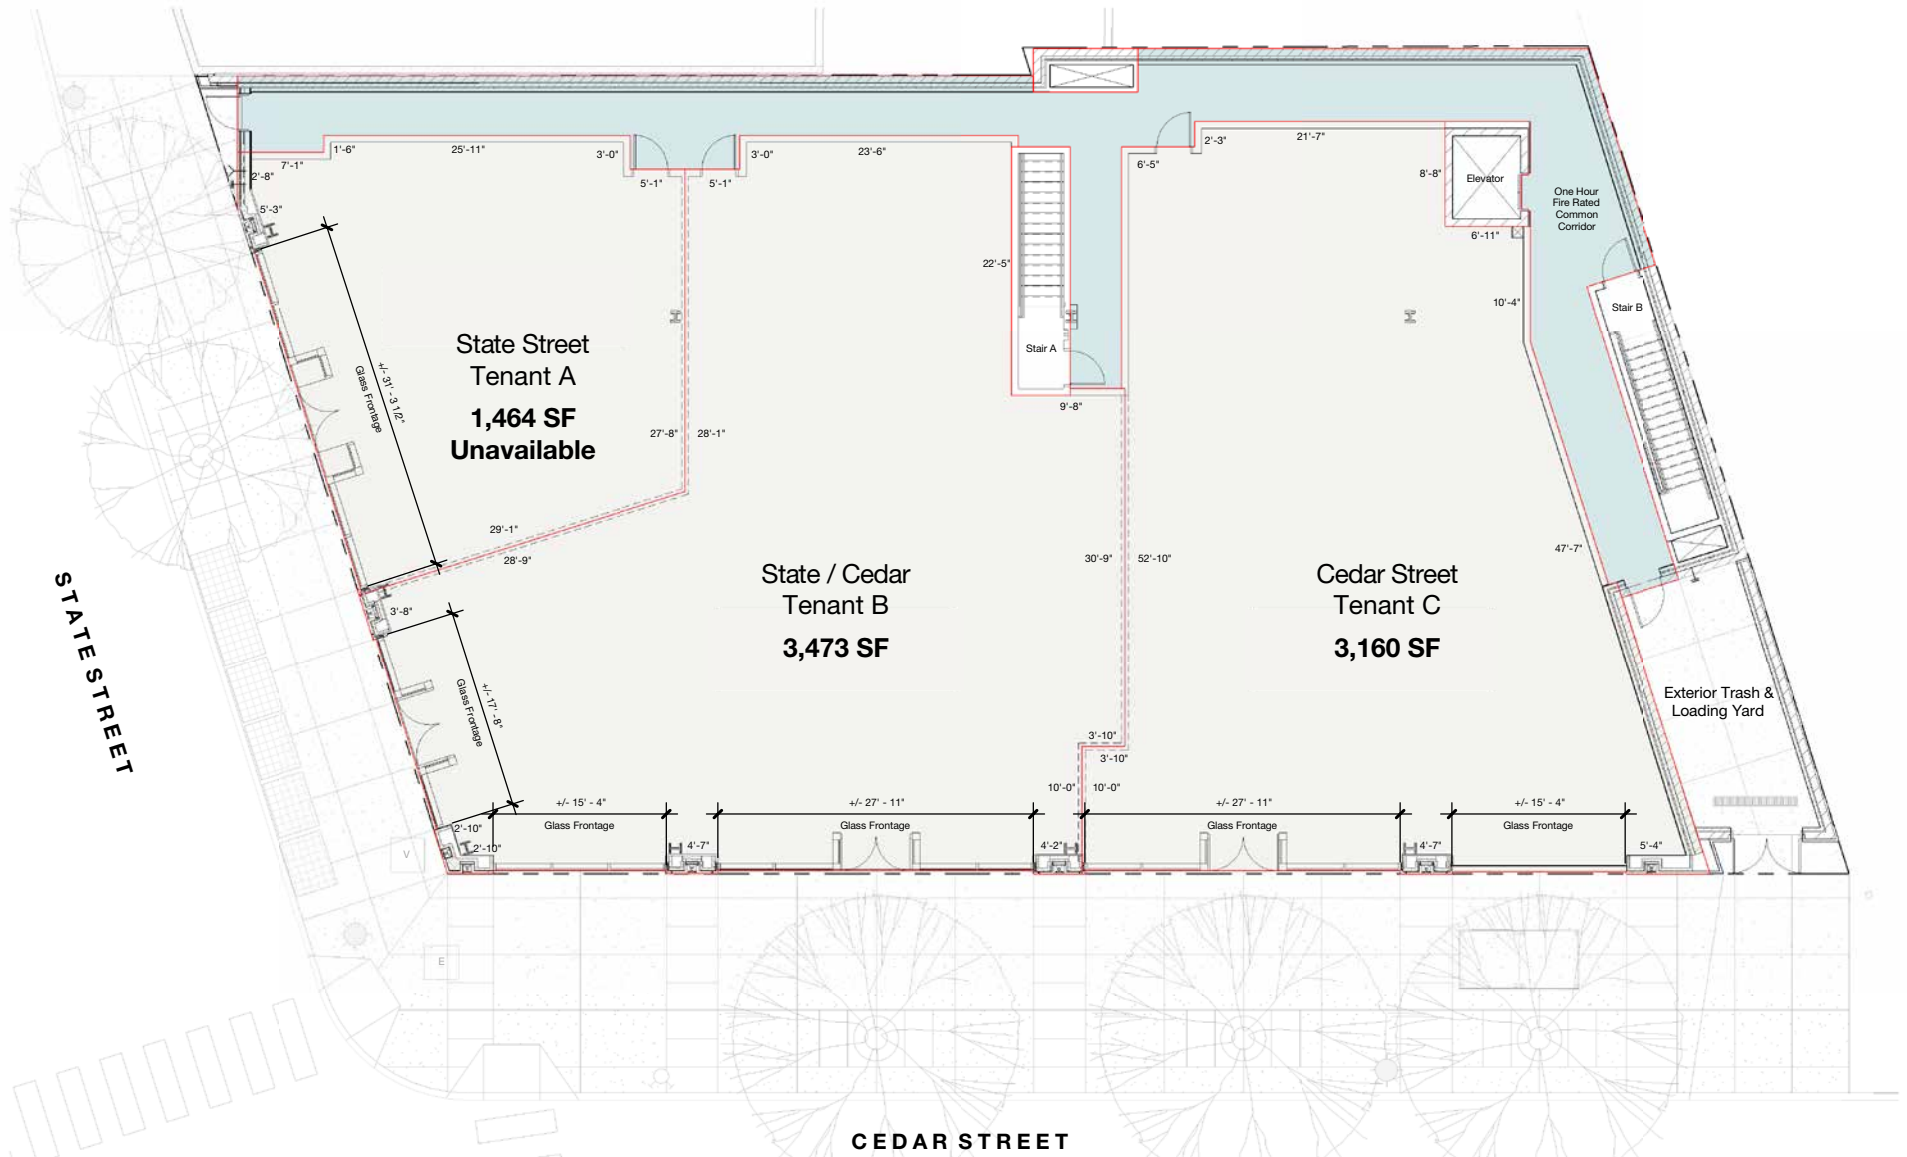 1'-6"
25'-11"
3'-0"
3'-0"
23'-6"
2'-3"
21'-7"
7'-1"
6'-5"
2'-8"
5'-1"
5'-1"
8'-8"
Elevator
One Hour
Fire Rated
Common
Corridor
5'-3"
6'-11"
22'-5"
10'-4"
Stair B
State Street
Tenant A
1,464 SF
Unavailable
Stair A
+/- 31' - 3 1/2"
Glass Frontage
9'-8"
27'-8"
28'-1"
29'-1"
28'-9"
30'-9"
52'-10"
47'-7"
State / Cedar
Tenant B
3,473 SF
Cedar Street
Tenant C
3,160 SF
3'-8"
+/- 17' - 8"
Glass Frontage
STATE STREET
Exterior Trash &
Loading Yard
3'-10"
3'-10"
10'-0"
10'-0"
+/- 15' - 4"
Glass Frontage
+/- 27' - 11"
Glass Frontage
+/- 27' - 11"
Glass Frontage
+/- 15' - 4"
Glass Frontage
2'-10"
2'-10"
4'-7"
4'-2"
4'-7"
5'-4"
V
E
CEDAR STREET